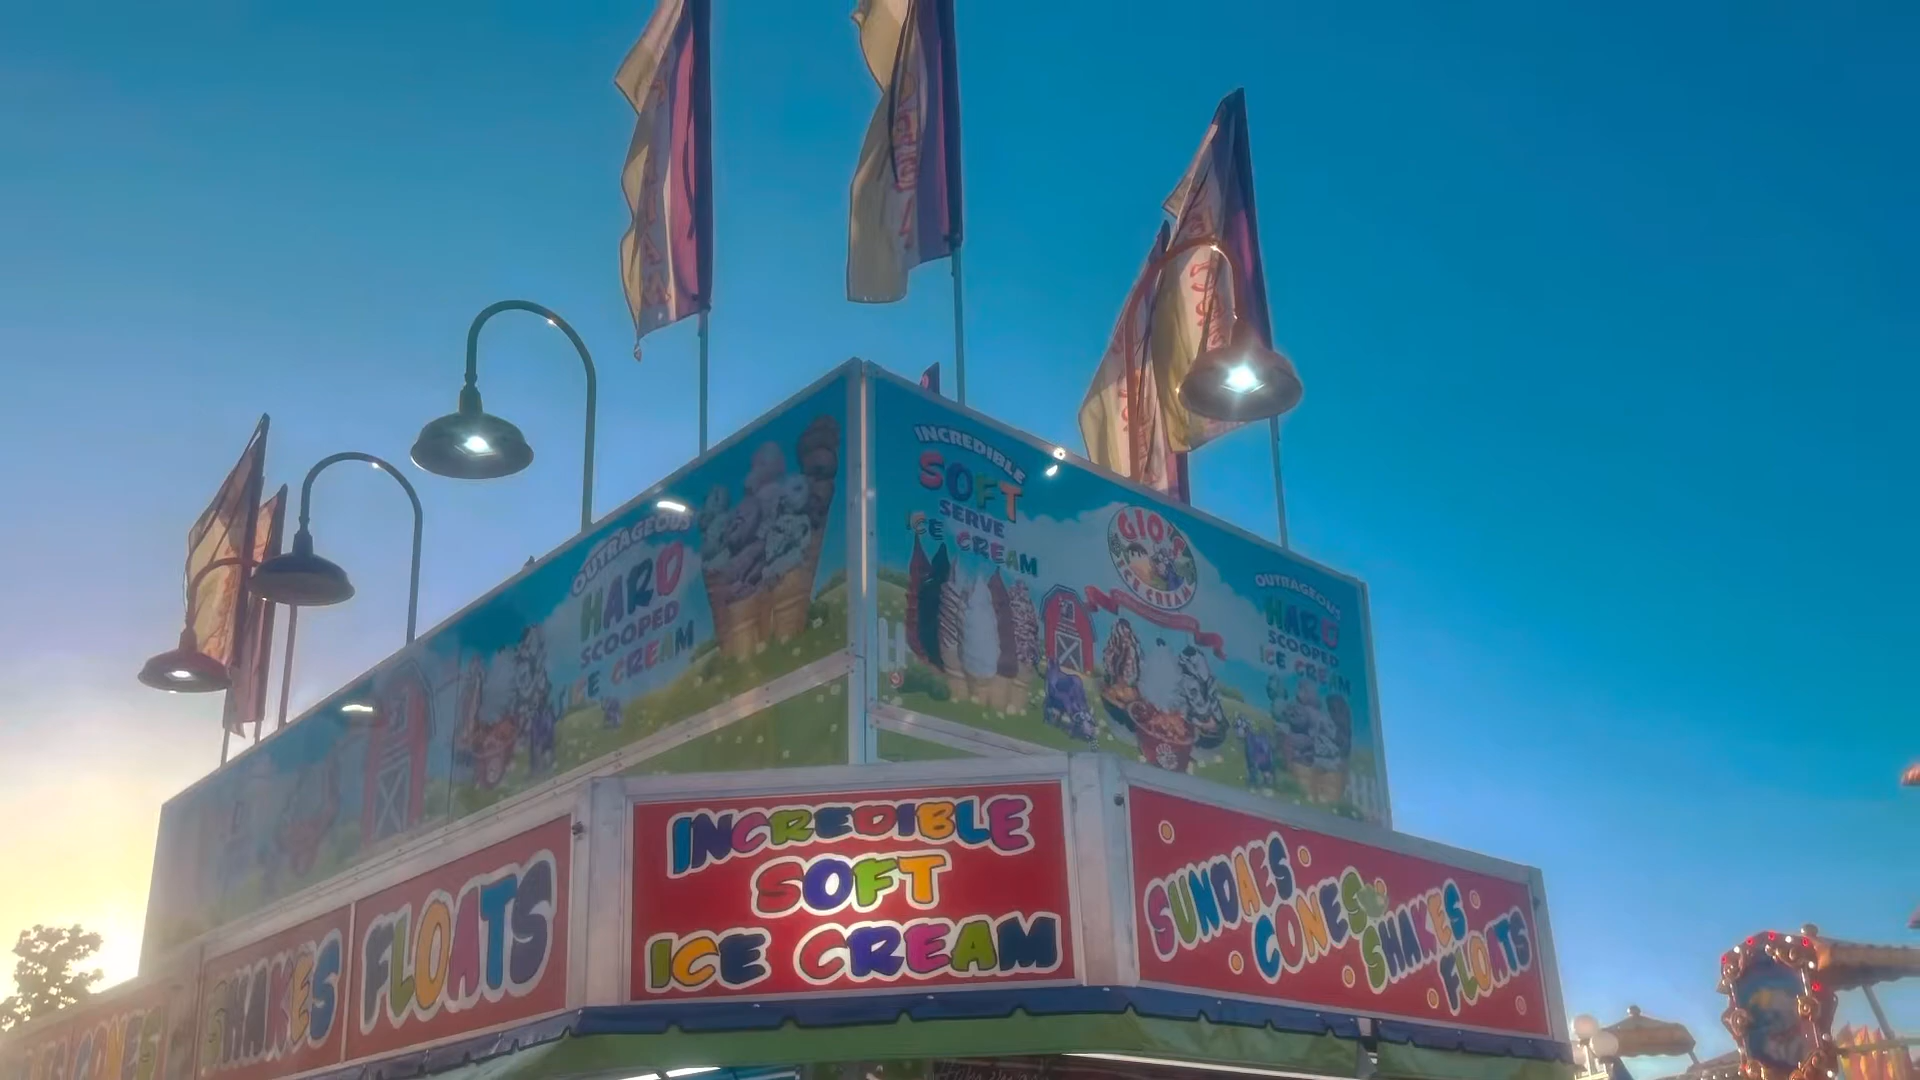 OUTRAGEOUS
HARD
SCOOPED
ICE CREAM
INCREDIBLE
SOFT
SERVE
ICE CREAM
GIO'S
ICE CREAM
OUTRAGEOUS
HARD
SCOOPED
ICE CREAM
CONES
SHAKES
FLOATS
INCREDIBLE
SOFT
ICE CREAM
SUNDAES
CONES
SHAKES
FLOATS